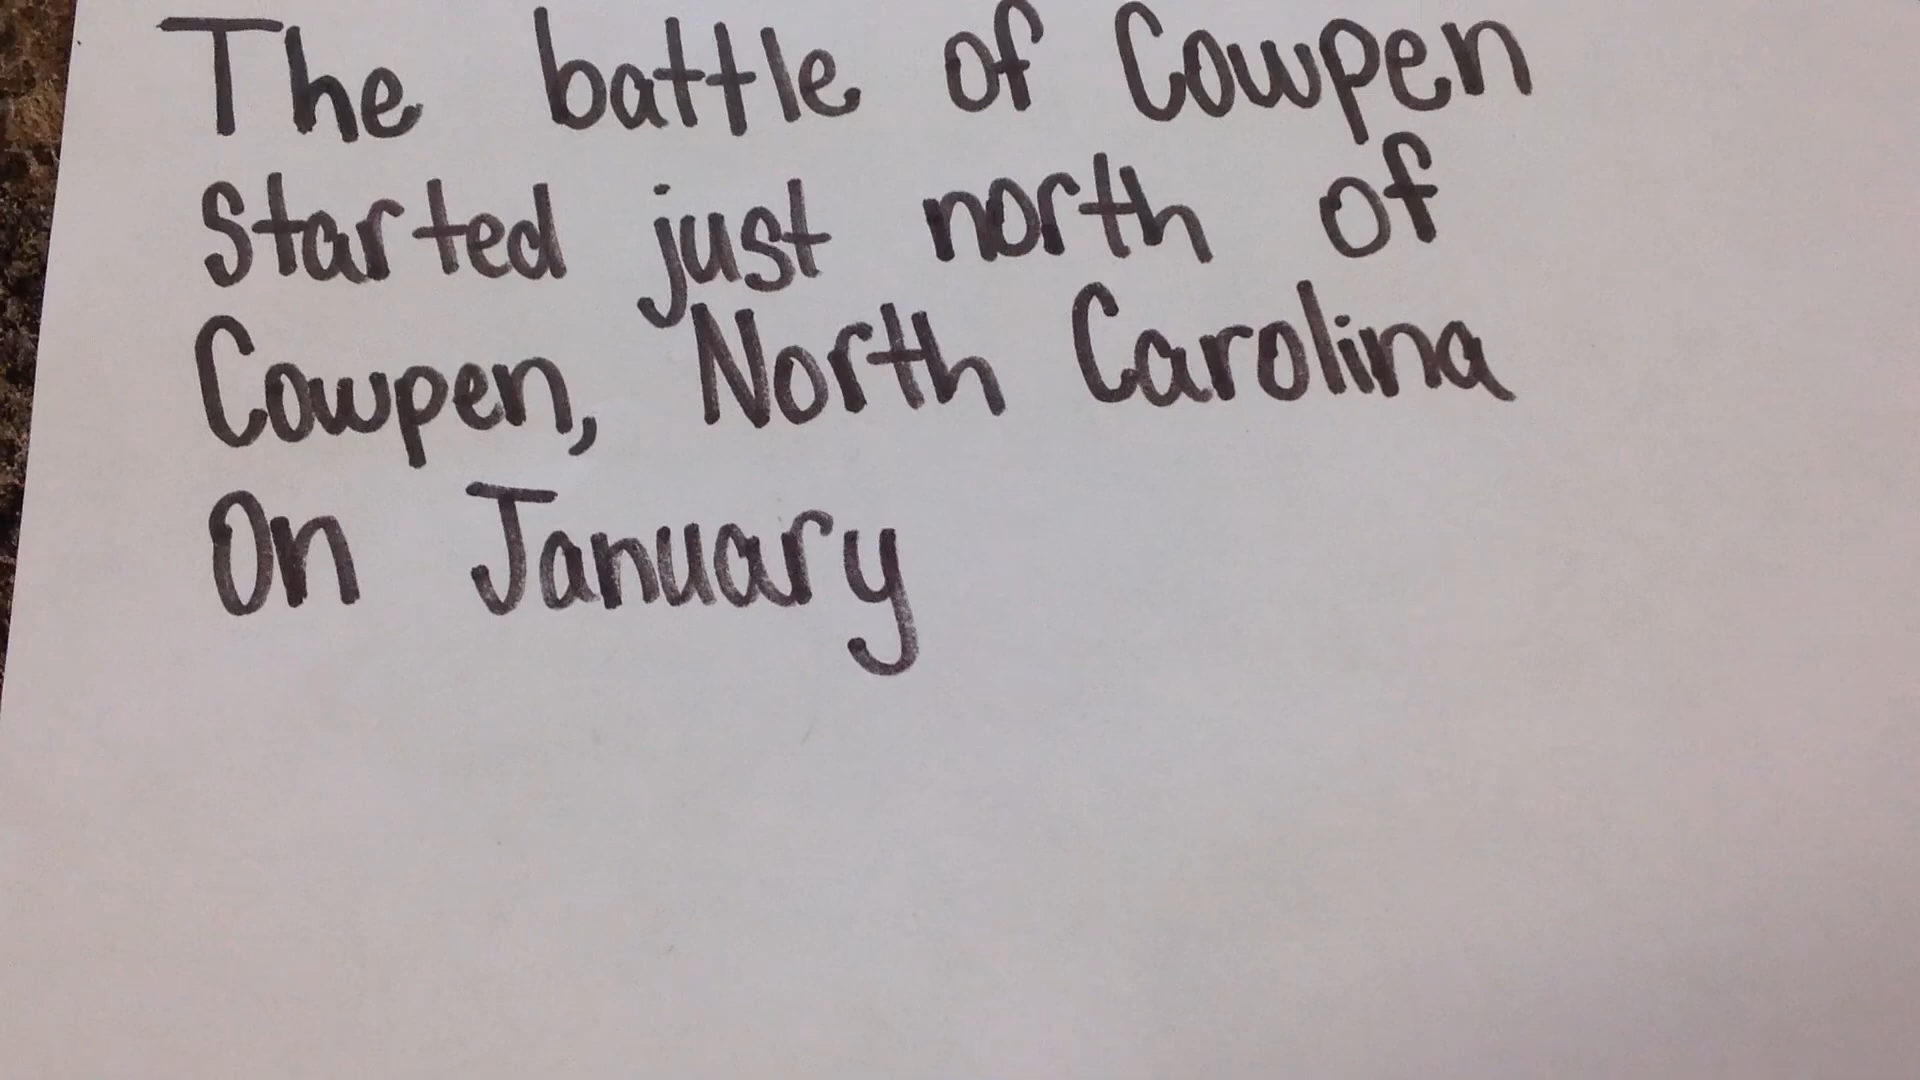 The battle of Cowpen
started just north of
Cowpen, North Carolina
On January